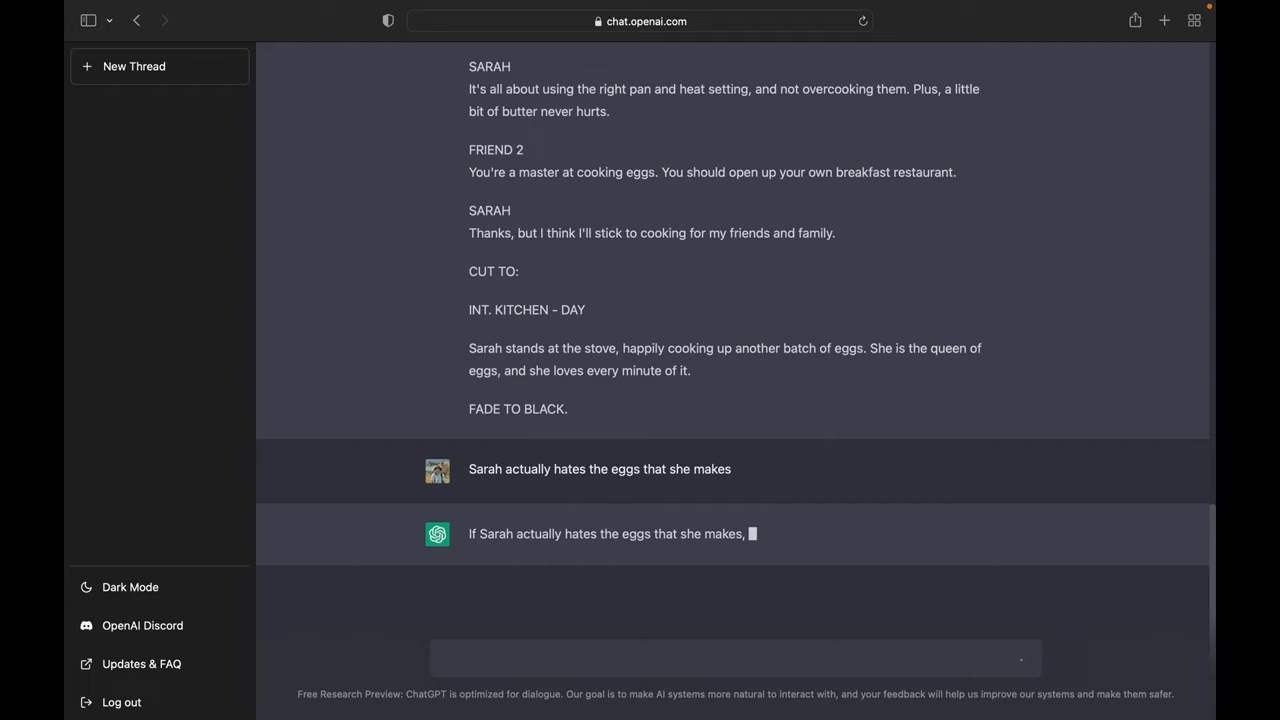 chat.openai.com
New Thread
SARAH
It's all about using the right pan and heat setting, and not overcooking them. Plus, a little
bit of butter never hurts.
FRIEND 2
You're a master at cooking eggs. You should open up your own breakfast restaurant.
SARAH
Thanks, but I think I'll stick to cooking for my friends and family.
CUT TO:
INT. KITCHEN - DAY
Sarah stands at the stove, happily cooking up another batch of eggs. She is the queen of
eggs, and she loves every minute of it.
FADE TO BLACK.
Sarah actually hates the eggs that she makes
If Sarah actually hates the eggs that she makes,
Dark Mode
OpenAI Discord
Updates & FAQ
Log out
Free Research Preview: ChatGPT is optimized for dialogue. Our goal is to make AI systems more natural to interact with, and your feedback will help us improve our systems and make them safer.